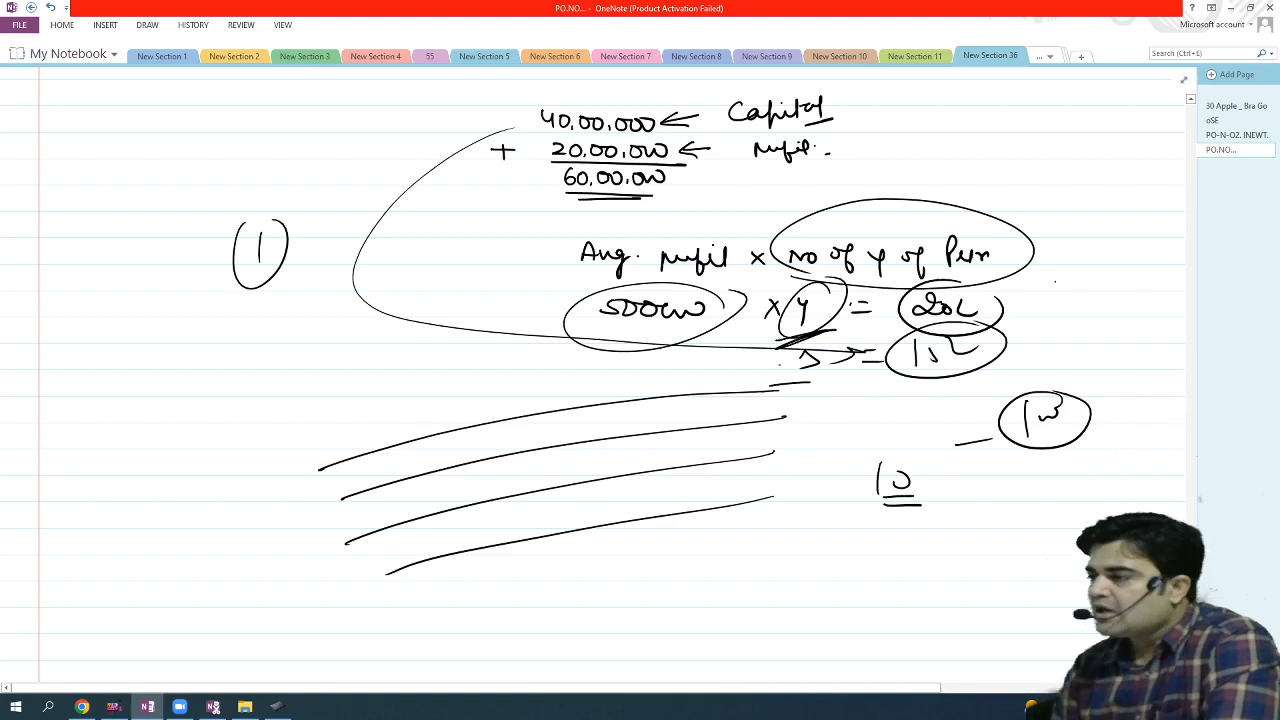 PO.NO... - OneNote (Product Activation Failed)
FILE HOME INSERT DRAW HISTORY REVIEW VIEW
Microsoft account
My Notebook
New Section 1 New Section 2 New Section 3 New Section 4 55 New Section 5 New Section 6 New Section 7 New Section 8 New Section 9 New Section 10 New Section 11 New Section 36 ...
Search (Ctrl+E)
Add Page
30 Apple _ Bra Go
oSE
PO-N-O2. INEWT.
PO.NO...
40,00,000 ← Capital
+ 20,00,000 ←
60,00,000
1
Avg. × no of y of Pur
500000 × 4 = 20L
3 = 15L
10